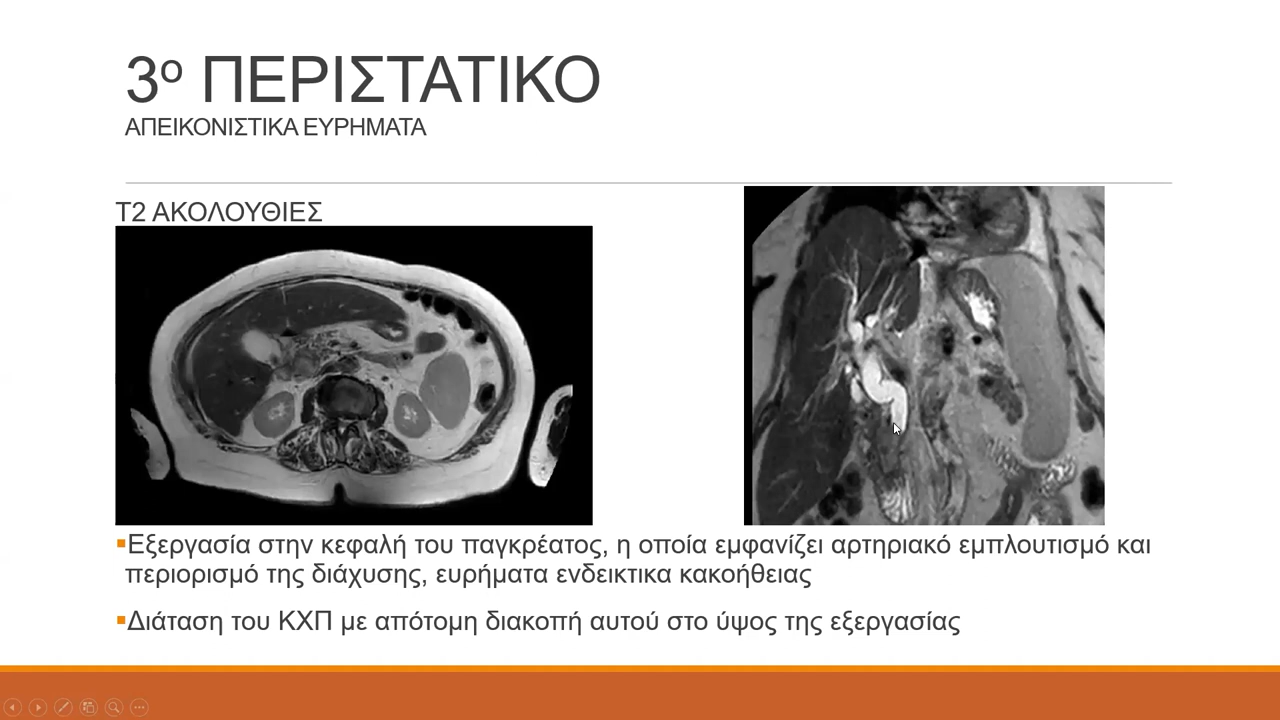 3ο ΠΕΡΙΣΤΑΤΙΚΟ
ΑΠΕΙΚΟΝΙΣΤΙΚΑ ΕΥΡΗΜΑΤΑ
Τ2 ΑΚΟΛΟΥΘΙΕΣ
▪Εξεργασία στην κεφαλή του παγκρέατος, η οποία εμφανίζει αρτηριακό εμπλουτισμό και
περιορισμό της διάχυσης, ευρήματα ενδεικτικα κακοήθειας
▪Διάταση του ΚΧΠ με απότομη διακοπή αυτού στο ύψος της εξεργασίας